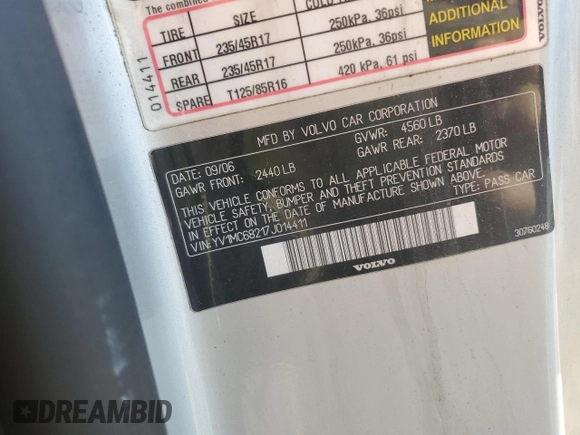 The combined
TIRE SIZE COLD
FRONT 235/45R17 250kPa, 36psi
REAR 235/45R17 250kPa, 36psi
SPARE T125/85R16 420 kPa, 61 psi
014411
ADDITIONAL
INFORMATION
VOLVO
MFD BY VOLVO CAR CORPORATION
DATE: 09/06 GVWR: 4560 LB
GAWR FRONT: 2440 LB GAWR REAR: 2370 LB
THIS VEHICLE CONFORMS TO ALL APPLICABLE FEDERAL MOTOR
VEHICLE SAFETY, BUMPER AND THEFT PREVENTION STANDARDS
IN EFFECT ON THE DATE OF MANUFACTURE SHOWN ABOVE.
VIN: YV1MC68217J014411 TYPE: PASS CAR
VOLVO
30760248
DREAMBID